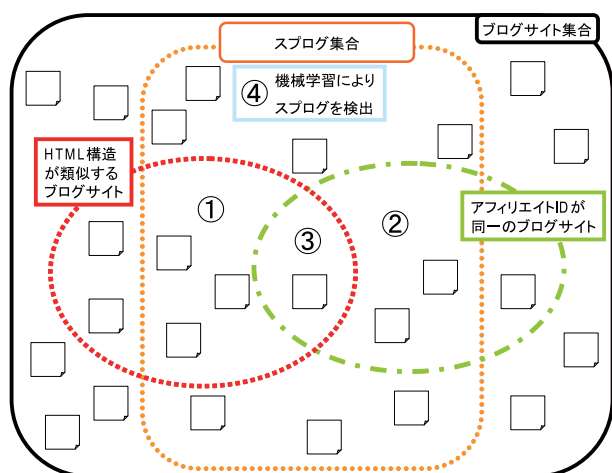 ブログサイト集合
スプログ集合
④ 機械学習により
スプログを検出
HTML構造
が類似する
ブログサイト
アフィリエイトIDが
同一のブログサイト
①
②
③